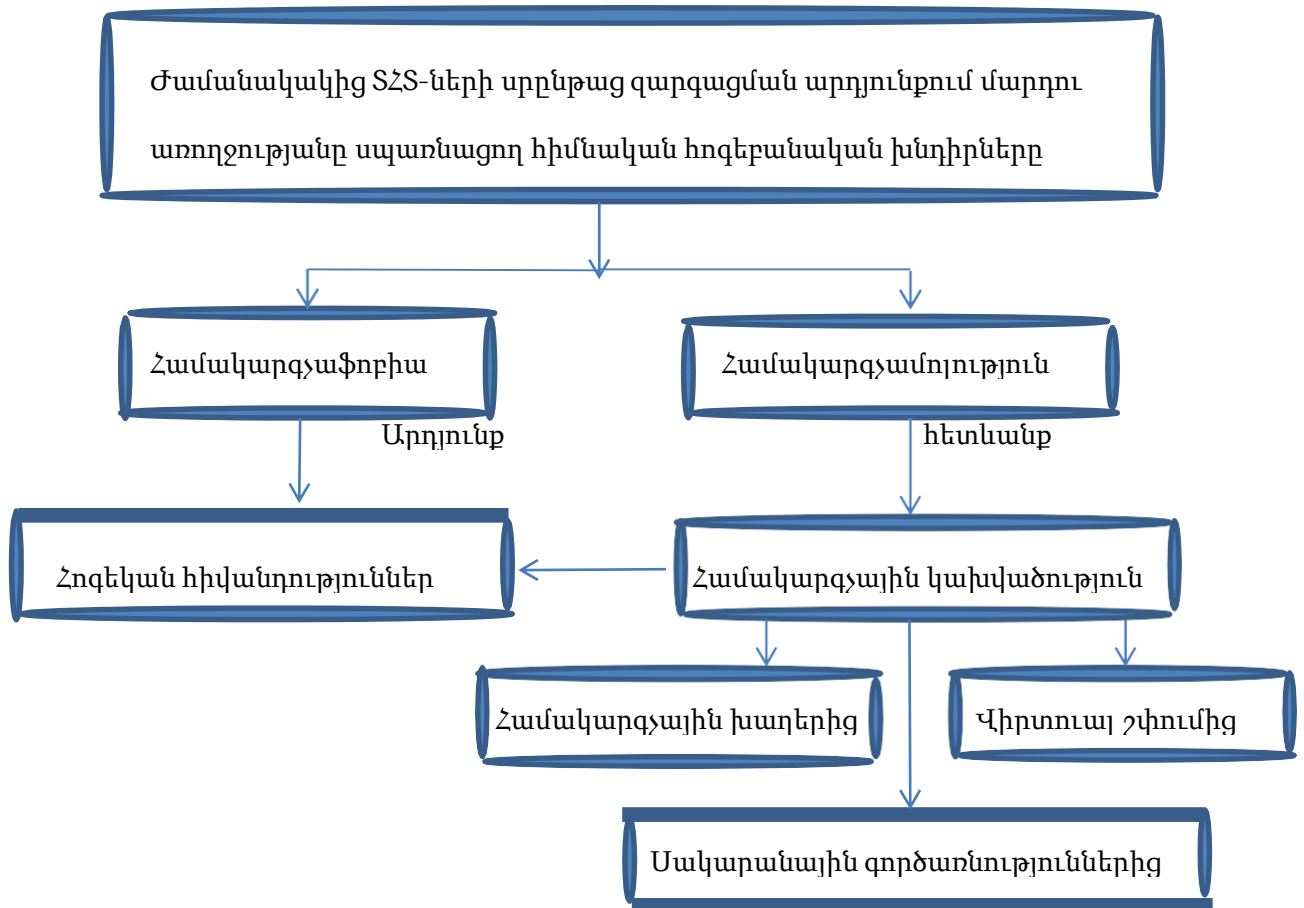 Ժամանակակից ՏՀՏ-ների սրընթաց զարգացման արդյունքում մարդու
առողջությանը սպառնացող հիմնական հոգեբանական խնդիրները
Համակարգչաֆոբիա
Համակարգչամոլություն
Արդյունք
հետևանք
Հոգեկան հիվանդություններ
Համակարգչային կախվածություն
Համակարգչային խաղերից
Վիրտուալ շփումից
Սակարանային գործառնություններից